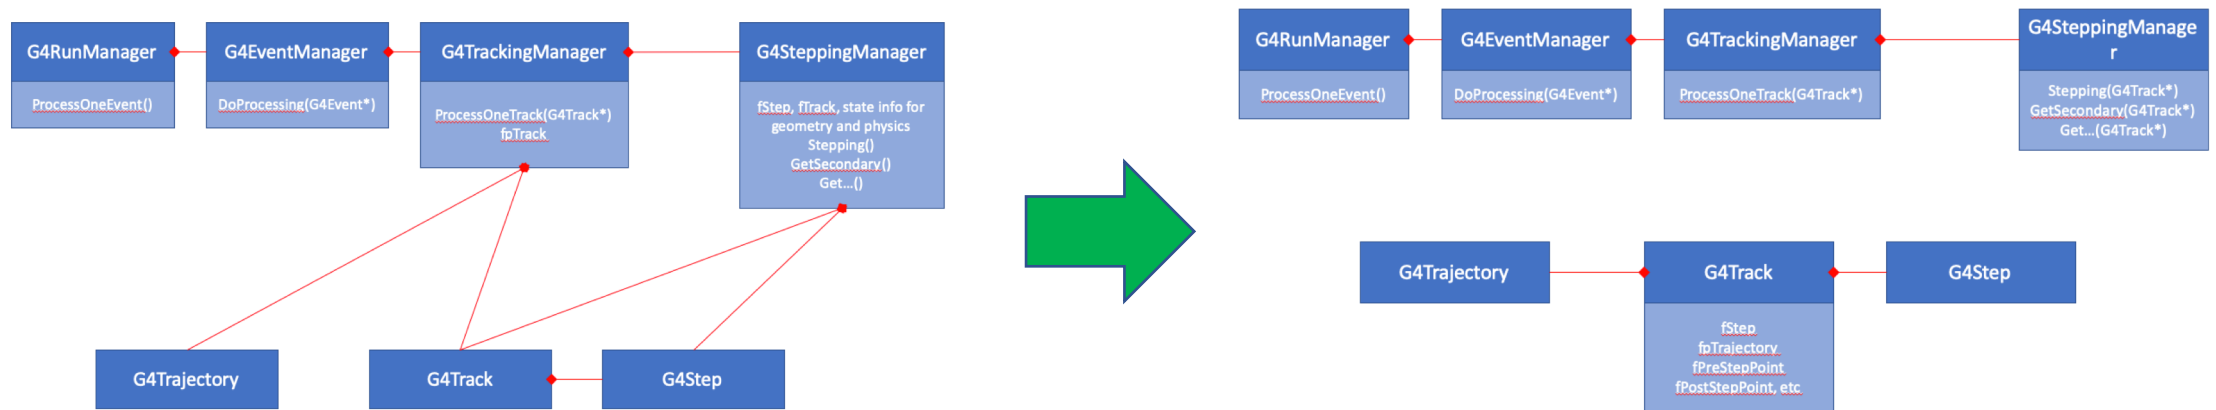 G4RunManager
ProcessOneEvent()
G4EventManager
DoProcessing(G4Event*)
G4TrackingManager
ProcessOneTrack(G4Track*)
fpTrack
G4SteppingManager
fStep, fTrack, state info for
geometry and physics
Stepping()
GetSecondary()
Get...()
G4Trajectory
G4Track
G4Step
G4RunManager
ProcessOneEvent()
G4EventManager
DoProcessing(G4Event*)
G4TrackingManager
ProcessOneTrack(G4Track*)
G4SteppingManage
r
Stepping(G4Track*)
GetSecondary(G4Track*)
Get...(G4Track*)
G4Trajectory
G4Track
fStep
fpTrajectory
fPreStepPoint
fPostStepPoint, etc
G4Step